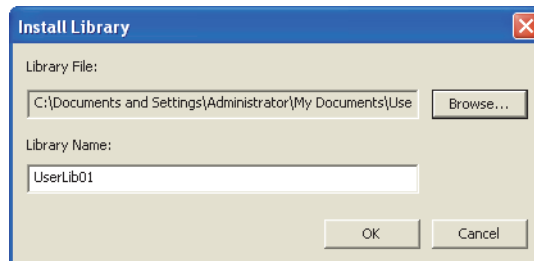 Install Library
Library File:
C:\Documents and Settings\Administrator\My Documents\Use
Browse...
Library Name:
UserLib01
OK
Cancel